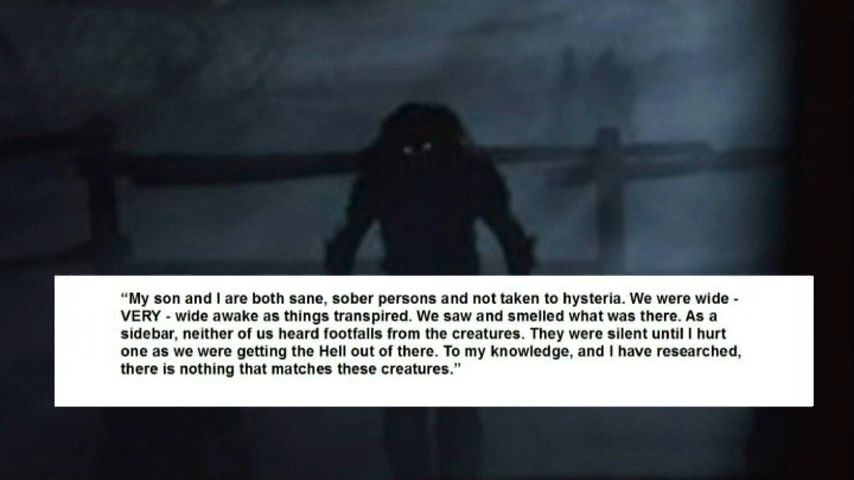 “My son and I are both sane, sober persons and not taken to hysteria. We were wide -
VERY - wide awake as things transpired. We saw and smelled what was there. As a
sidebar, neither of us heard footfalls from the creatures. They were silent until I hurt
one as we were getting the Hell out of there. To my knowledge, and I have researched,
there is nothing that matches these creatures.”